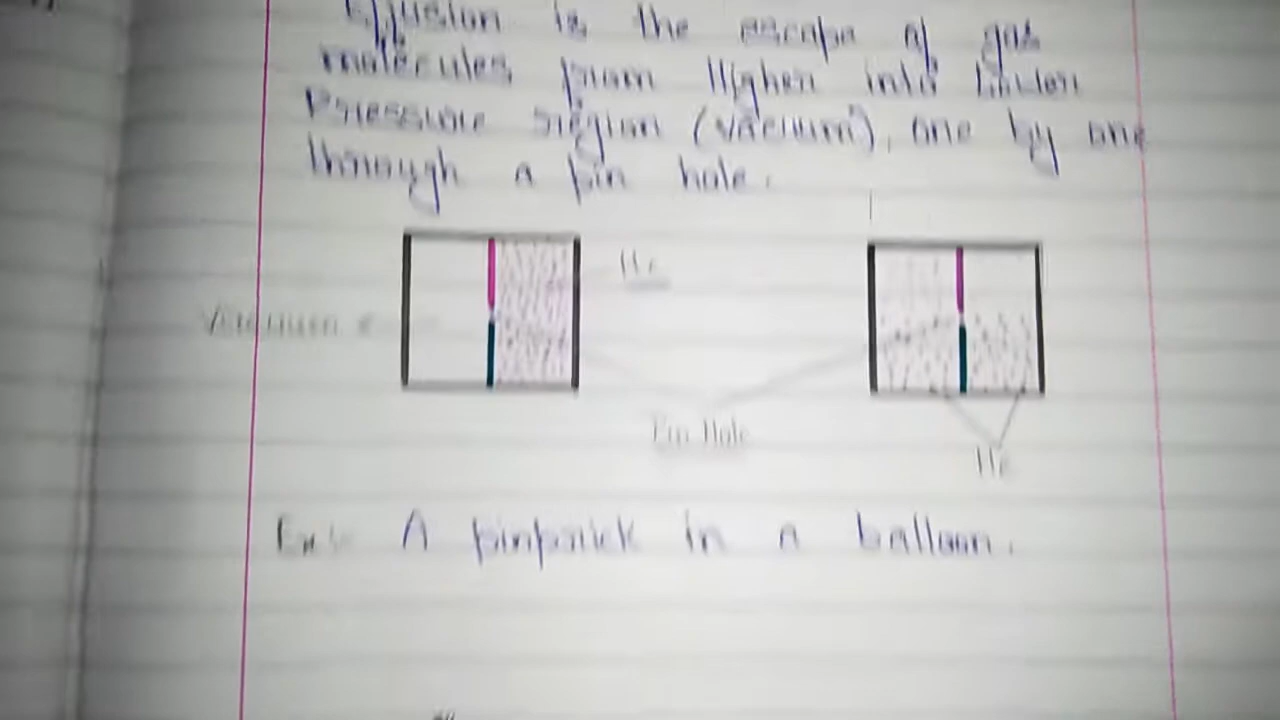 Effusion is the escape of gas
molecules from Higher into Lower
Pressure region (vacuum), one by one
through a pin hole.
He
Vacuum
Pin Hole
He
Ex: A pinprick in a balloon.